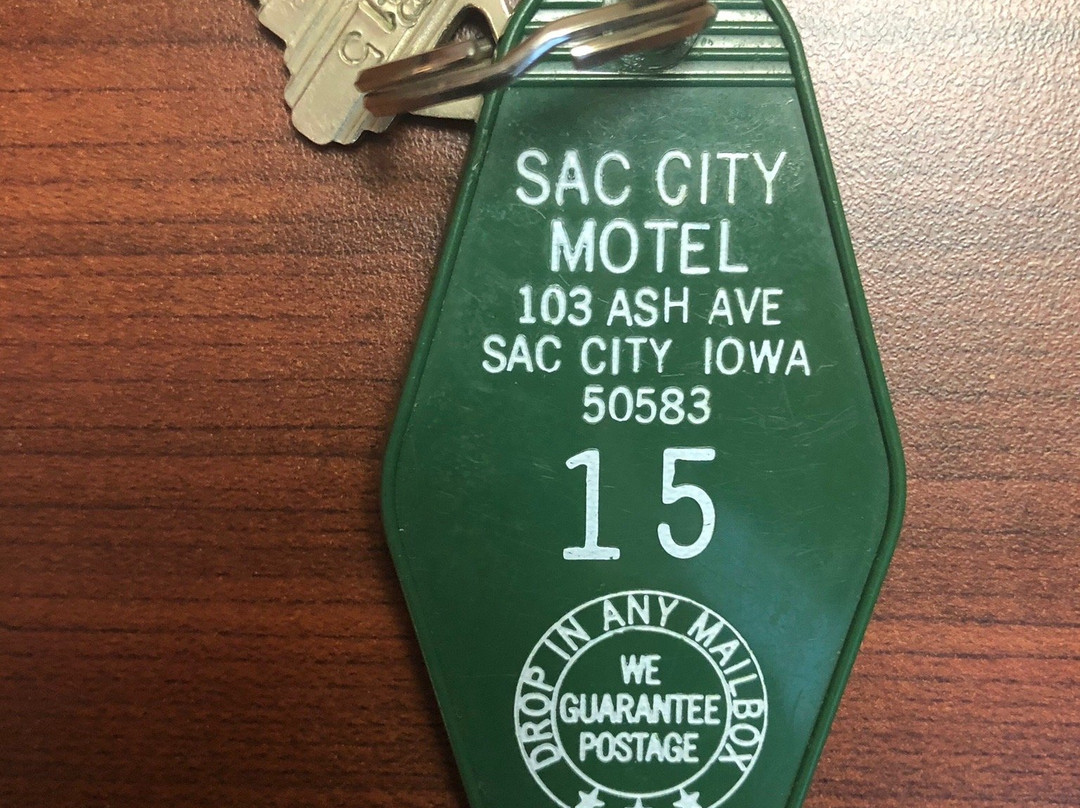 SAC CITY
MOTEL
103 ASH AVE
SAC CITY IOWA
50583
15
DROP IN ANY MAILBOX
WE
GUARANTEE
POSTAGE